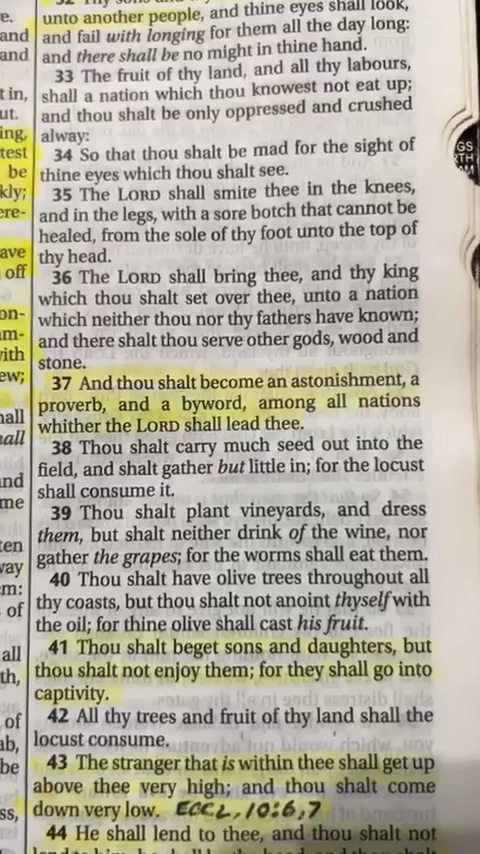 unto another people, and thine eyes shall look,
and fail with longing for them all the day long:
and there shall be no might in thine hand.
33 The fruit of thy land, and all thy labours,
shall a nation which thou knowest not eat up;
and thou shalt be only oppressed and crushed
alway:
34 So that thou shalt be mad for the sight of
thine eyes which thou shalt see.
35 The LORD shall smite thee in the knees,
and in the legs, with a sore botch that cannot be
healed, from the sole of thy foot unto the top of
thy head.
36 The LORD shall bring thee, and thy king
which thou shalt set over thee, unto a nation
which neither thou nor thy fathers have known;
and there shalt thou serve other gods, wood and
stone.
37 And thou shalt become an astonishment, a
proverb, and a byword, among all nations
whither the LORD shall lead thee.
38 Thou shalt carry much seed out into the
field, and shalt gather but little in; for the locust
shall consume it.
39 Thou shalt plant vineyards, and dress
them, but shalt neither drink of the wine, nor
gather the grapes; for the worms shall eat them.
40 Thou shalt have olive trees throughout all
thy coasts, but thou shalt not anoint thyself with
the oil; for thine olive shall cast his fruit.
41 Thou shalt beget sons and daughters, but
thou shalt not enjoy them; for they shall go into
captivity.
42 All thy trees and fruit of thy land shall the
locust consume.
43 The stranger that is within thee shall get up
above thee very high; and thou shalt come
down very low. ECCL, 10:6,7
44 He shall lend to thee, and thou shalt not